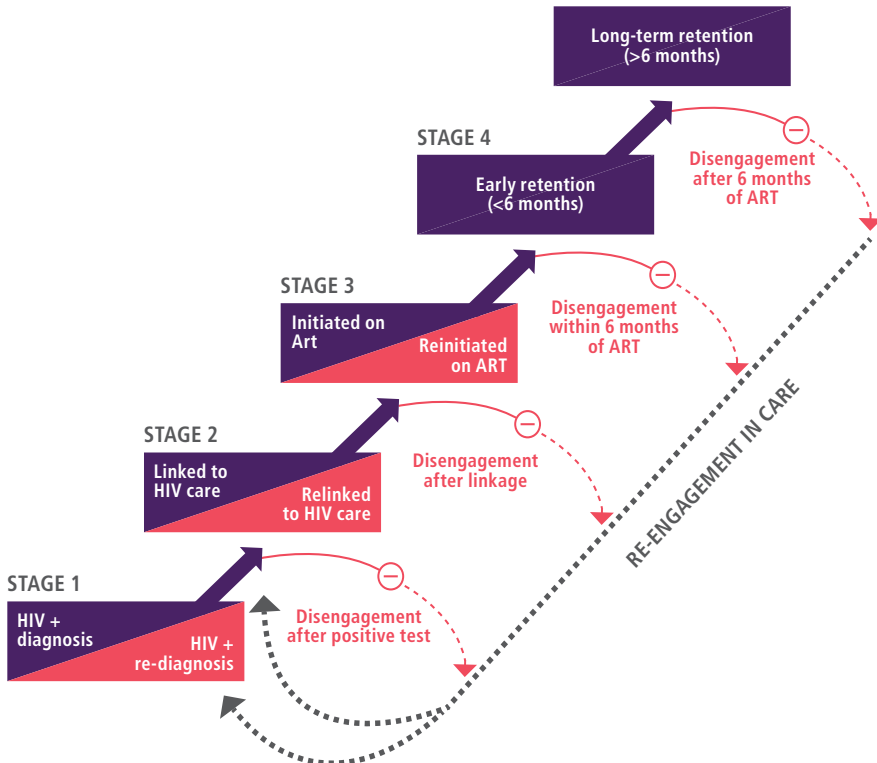 Long-term retention
(>6 months)
STAGE 4
Early retention
(<6 months)
Disengagement
after 6 months
of ART
STAGE 3
Initiated on
Art
Reinitiated
on ART
Disengagement
within 6 months
of ART
STAGE 2
Linked to
HIV care
Relinked
to HIV care
Disengagement
after linkage
RE-ENGAGEMENT IN CARE
STAGE 1
HIV +
diagnosis
HIV +
re-diagnosis
Disengagement
after positive test